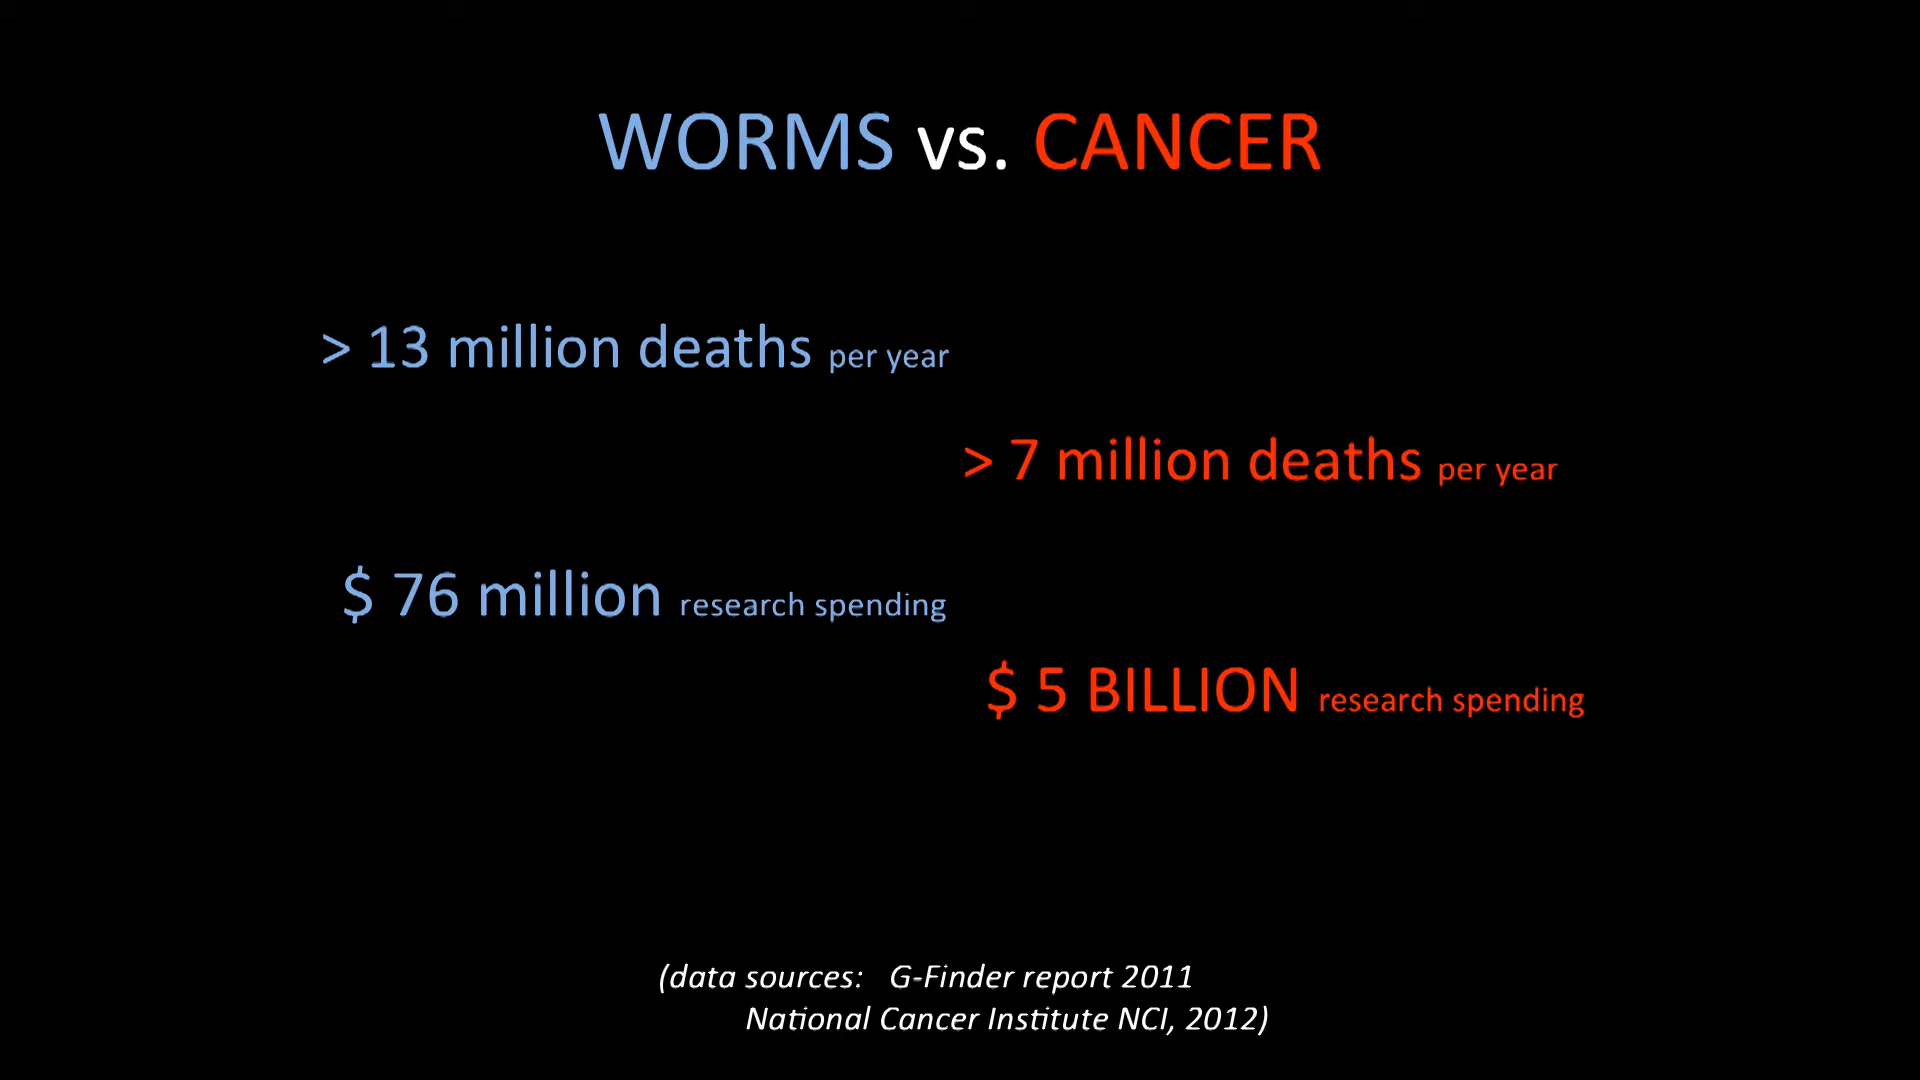 WORMS vs. CANCER
> 13 million deaths per year
> 7 million deaths per year
$ 76 million research spending
$ 5 BILLION research spending
(data sources: G-Finder report 2011
National Cancer Institute NCI, 2012)